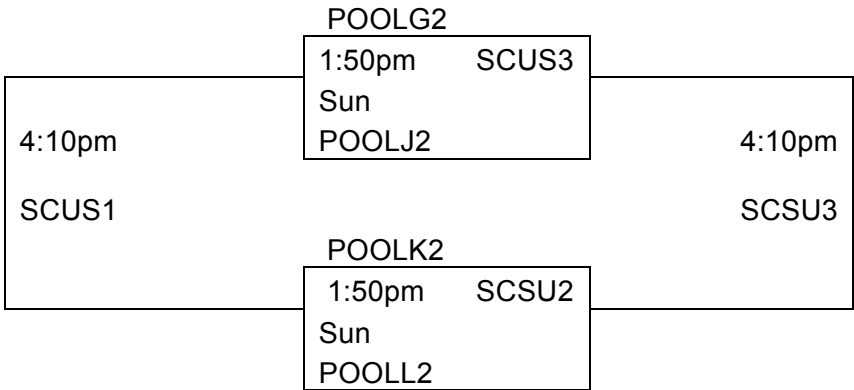 POOLG2
1:50pm SCUS3
Sun
4:10pm POOLJ2 4:10pm
SCUS1 SCSU3
POOLK2
1:50pm SCSU2
Sun
POOLL2